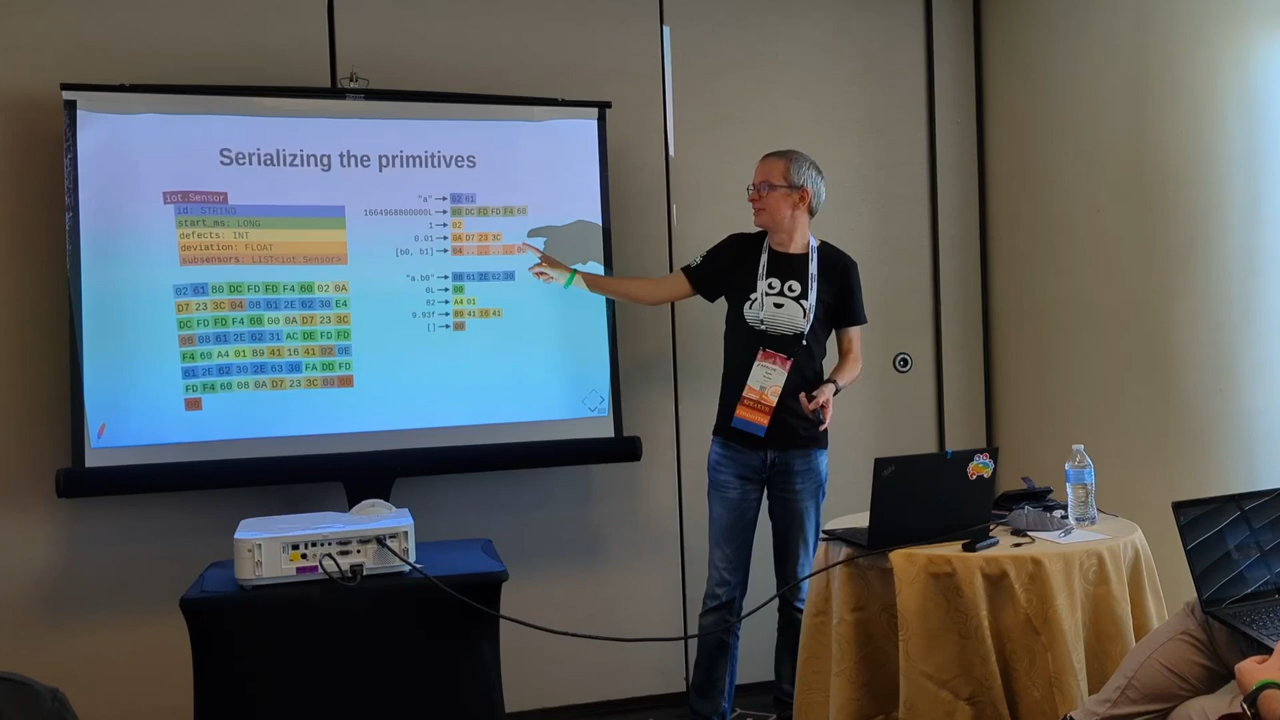 Serializing the primitives
iot.Sensor
id: STRING
start_ms: LONG
defects: INT
deviation: FLOAT
subsensors: LIST<iot.Sensor>
02 61 80 DC FD FD F4 60 02 0A
D7 23 3C 04 08 61 2E 62 30 E4
DC FD FD F4 60 00 0A D7 23 3C
00 08 61 2E 62 31 AC DE FD FD
F4 60 A4 01 89 41 16 41 02 0E
61 2E 62 30 2E 63 36 FA DD FD
FD F4 60 08 0A D7 23 3C 00 00
00
"a" → 02 61
1664968800000L → 80 DC FD FD F4 60
1 → 02
0.01 → 0A D7 23 3C
[b0, b1] → 04 . . . . . . 00
"a.b0" → 08 61 2E 62 30
0L → 00
82 → A4 01
9.93f → 89 41 16 41
[] → 00
SPEAKER